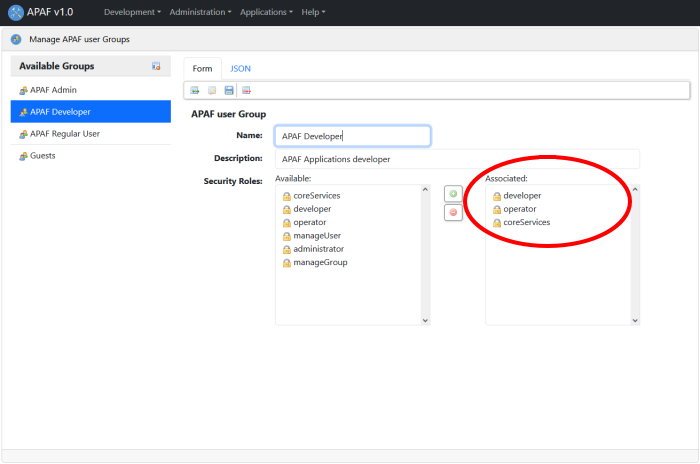 APAF v1.0 Development Administration Applications Help
Manage APAF user Groups
Available Groups
APAF Admin
APAF Developer
APAF Regular User
Guests
Form JSON
APAF user Group
Name: APAF Developer
Description: APAF Applications developer
Security Roles: Available: Associated:
coreServices developer
developer operator
operator coreServices
manageUser
administrator
manageGroup